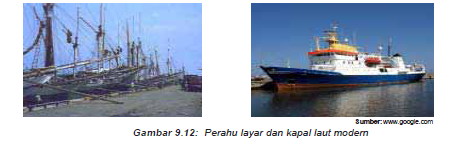 Sumber: www.google.com
Gambar 9.12: Perahu layar dan kapal laut modern